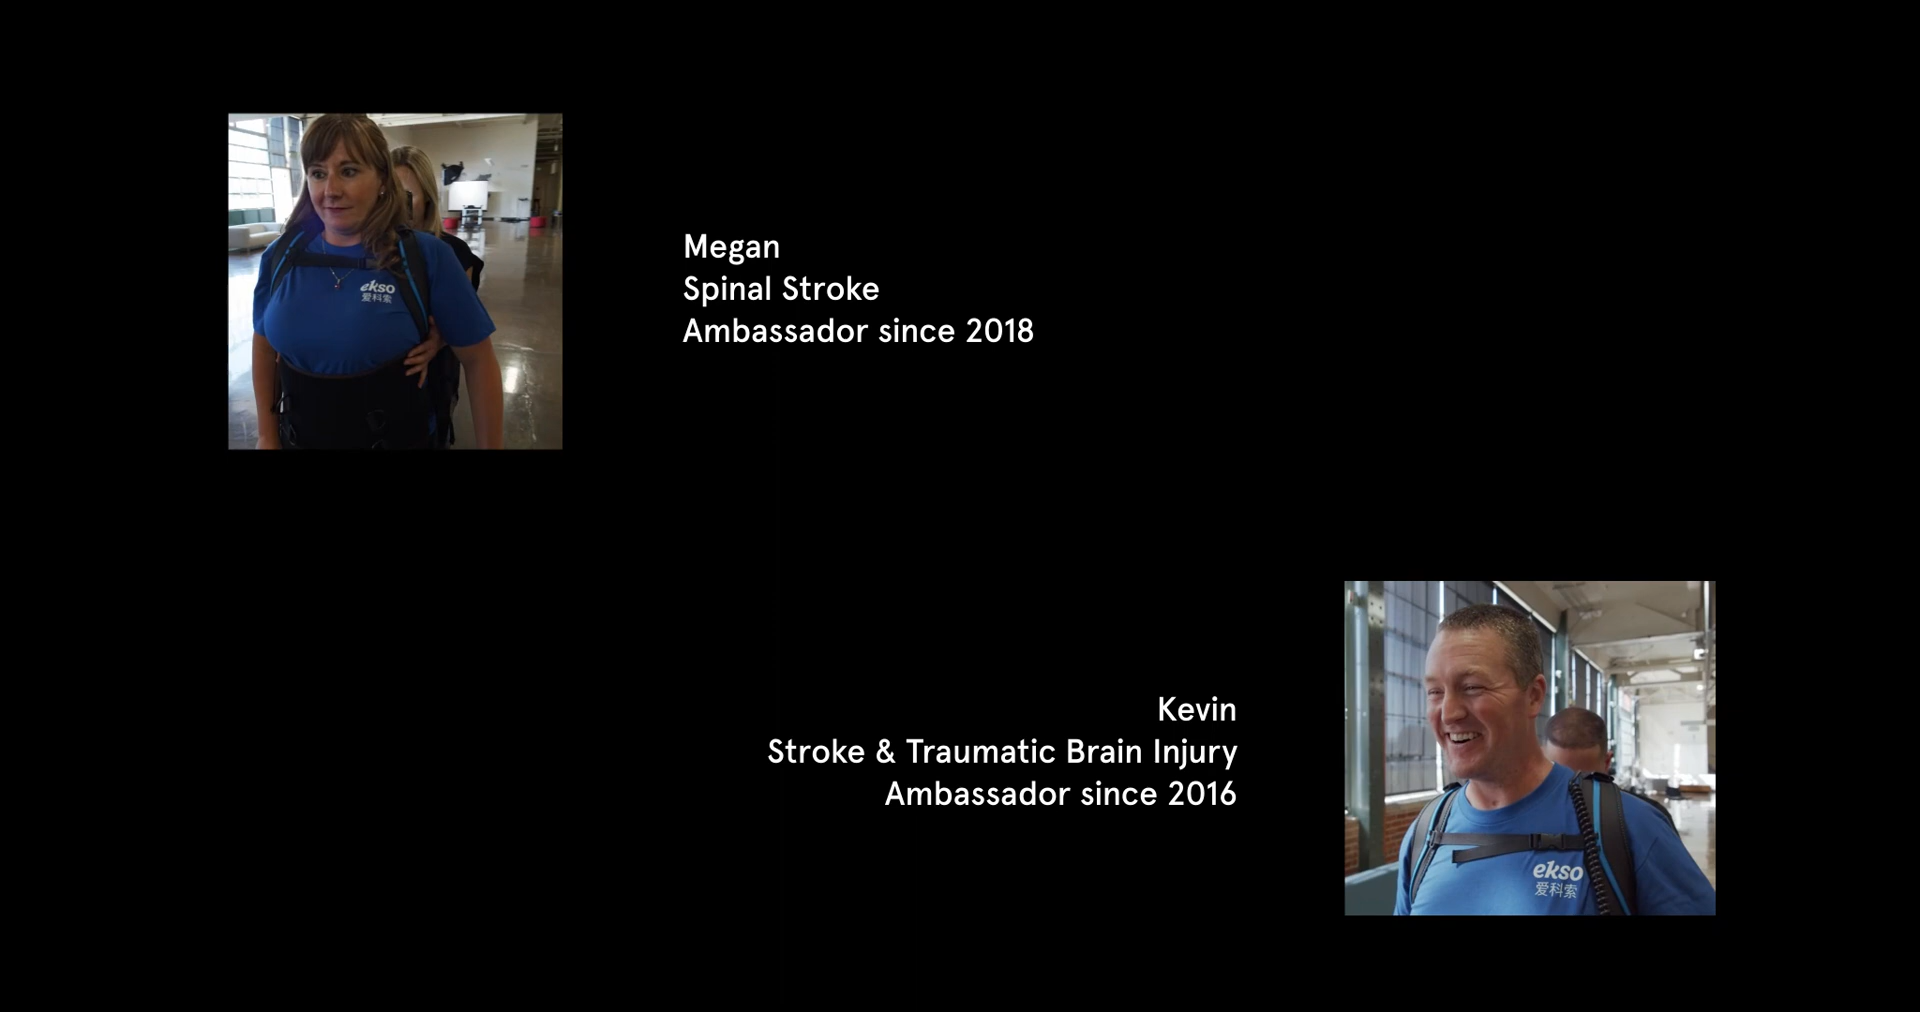 ekso
爱科索
Megan
Spinal Stroke
Ambassador since 2018
Kevin
Stroke & Traumatic Brain Injury
Ambassador since 2016
ekso
爱科索